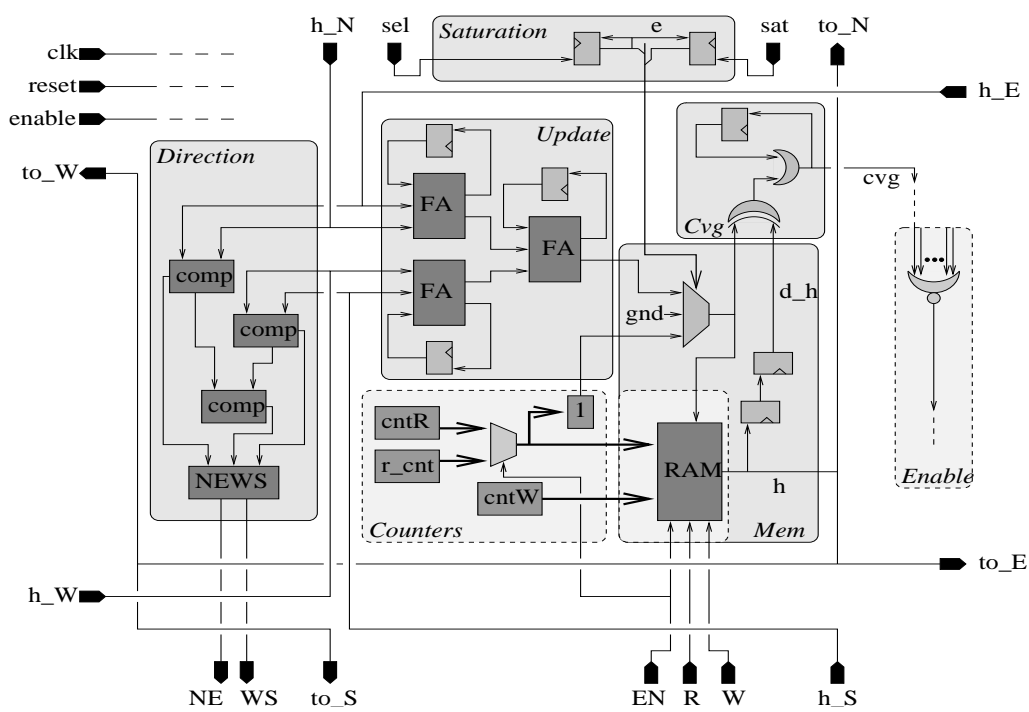 h_N
sel
Saturation
e
sat
to_N
clk
reset
h_E
enable
Direction
Update
to_W
cvg
FA
FA
Cvg
comp
FA
•••
d_h
gnd
comp
comp
1
cntR
r_cnt
RAM
NEWS
h
Enable
cntW
Counters
Mem
to_E
h_W
NE
WS
to_S
EN
R
W
h_S